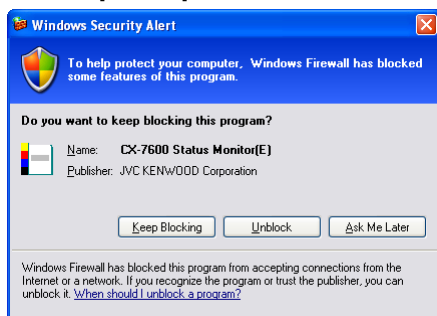 Windows Security Alert
To help protect your computer, Windows Firewall has blocked
some features of this program.
Do you want to keep blocking this program?
Name: CX-7600 Status Monitor(E)
Publisher: JVC KENWOOD Corporation
Keep Blocking Unblock Ask Me Later
Windows Firewall has blocked this program from accepting connections from the
Internet or a network. If you recognize the program or trust the publisher, you can
unblock it. When should I unblock a program?